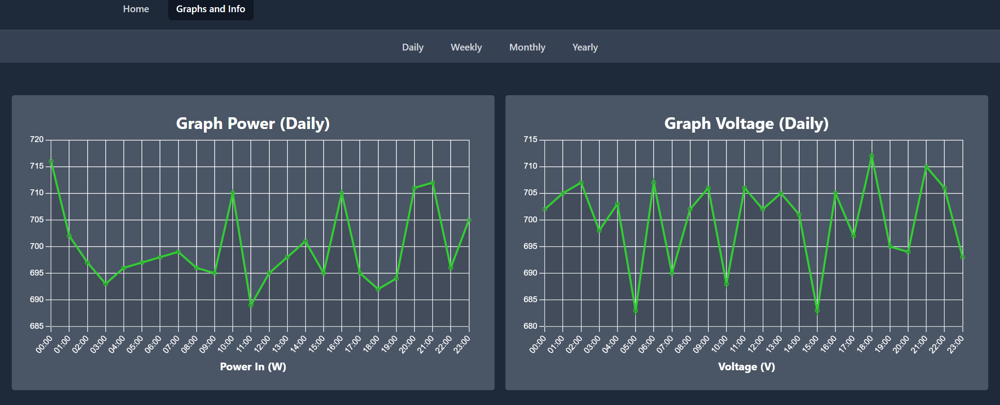 Home Graphs and Info
Daily Weekly Monthly Yearly
Graph Power (Daily)
720
715
710
705
700
695
690
685
00:00 01:00 02:00 03:00 04:00 05:00 06:00 07:00 08:00 09:00 10:00 11:00 12:00 13:00 14:00 15:00 16:00 17:00 18:00 19:00 20:00 21:00 22:00 23:00
Power In (W)
Graph Voltage (Daily)
715
710
705
700
695
690
685
680
00:00 01:00 02:00 03:00 04:00 05:00 06:00 07:00 08:00 09:00 10:00 11:00 12:00 13:00 14:00 15:00 16:00 17:00 18:00 19:00 20:00 21:00 22:00 23:00
Voltage (V)